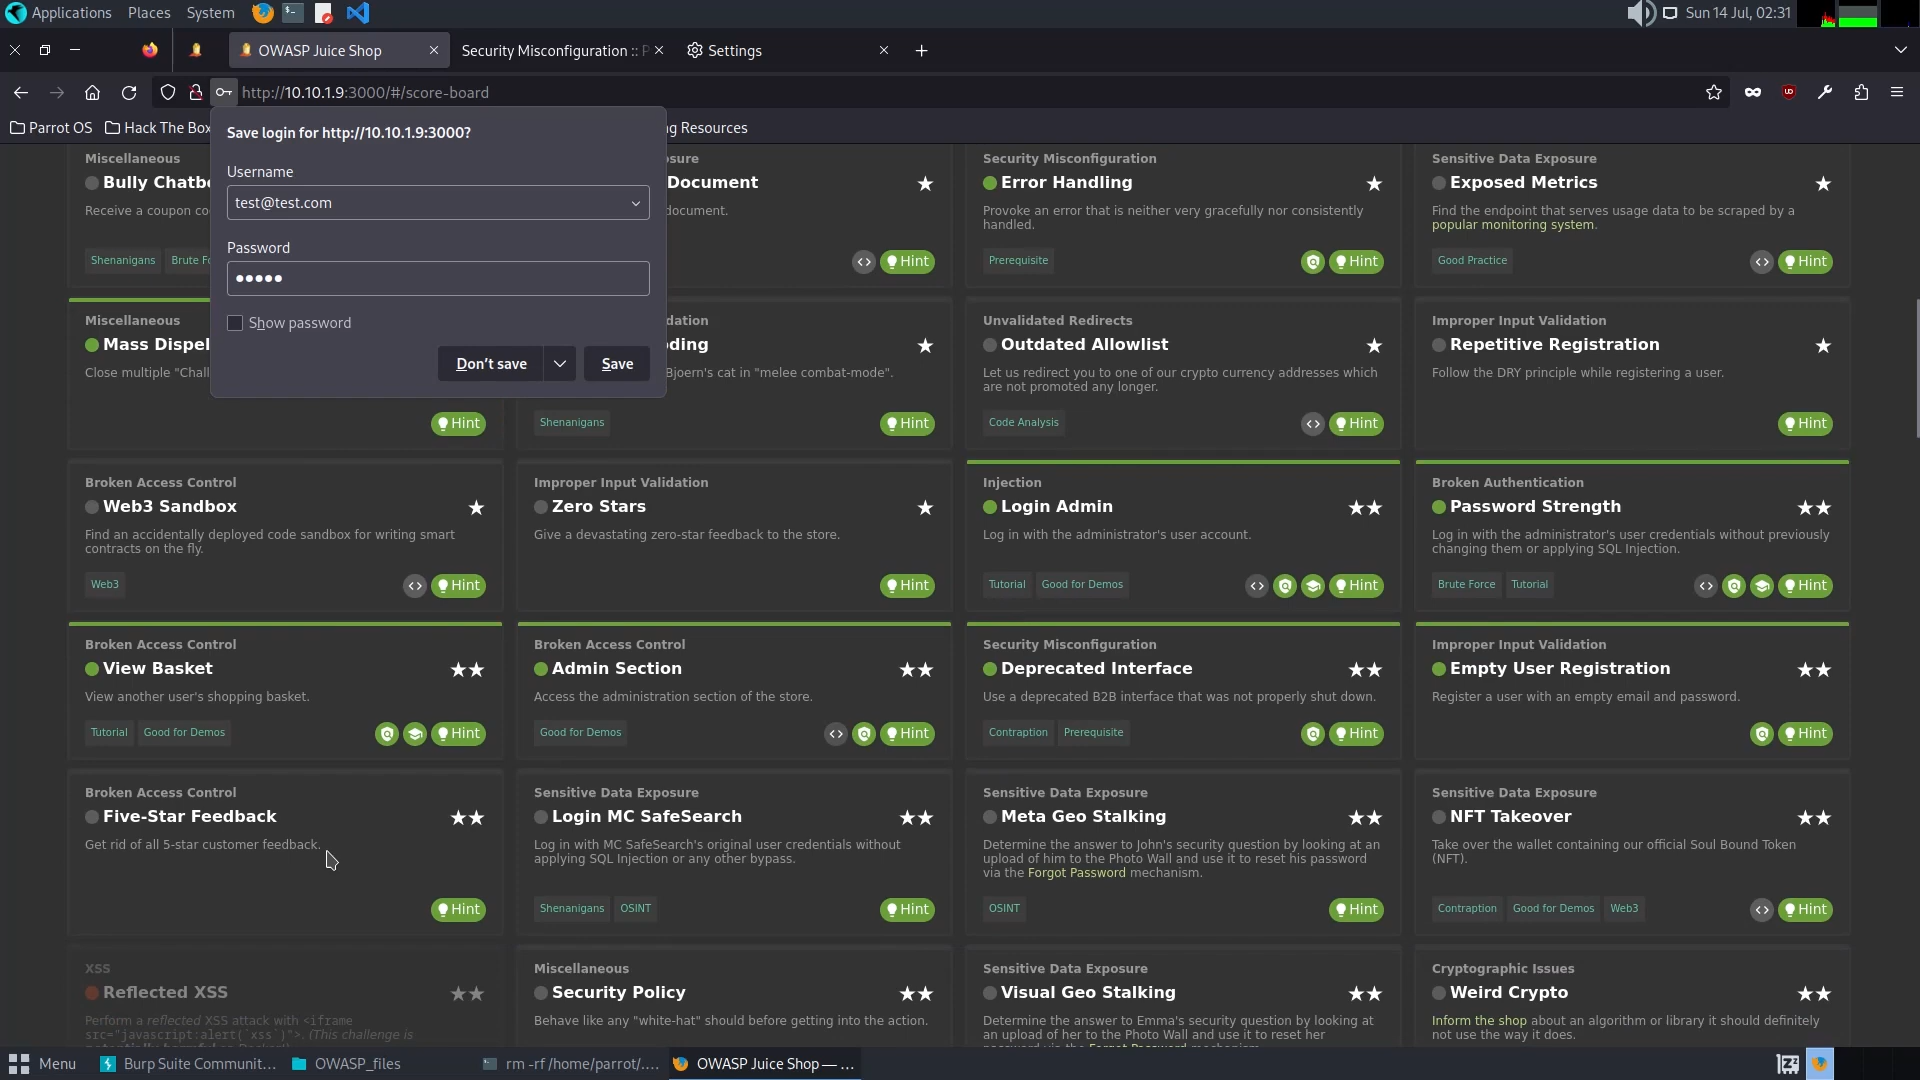 Applications Places System
Sun 14 Jul, 02:31
OWASP Juice Shop
Security Misconfiguration :: P
Settings
http://10.10.1.9:3000/#/score-board
Parrot OS
Hack The Box
ng Resources
Save login for http://10.10.1.9:3000?
Username
test@test.com
Password
Show password
Don't save
Save
Miscellaneous
Bully Chatbo
Receive a coupon co
Shenanigans
Brute Fo
osure
Document
document.
Hint
Security Misconfiguration
Error Handling
Provoke an error that is neither very gracefully nor consistently
handled.
Prerequisite
Hint
Sensitive Data Exposure
Exposed Metrics
Find the endpoint that serves usage data to be scraped by a
popular monitoring system.
Good Practice
Hint
Miscellaneous
Mass Dispel
Close multiple "Chall
Hint
dation
ding
Bjoern's cat in "melee combat-mode".
Shenanigans
Hint
Unvalidated Redirects
Outdated Allowlist
Let us redirect you to one of our crypto currency addresses which
are not promoted any longer.
Code Analysis
Hint
Improper Input Validation
Repetitive Registration
Follow the DRY principle while registering a user.
Hint
Broken Access Control
Web3 Sandbox
Find an accidentally deployed code sandbox for writing smart
contracts on the fly.
Web3
Hint
Improper Input Validation
Zero Stars
Give a devastating zero-star feedback to the store.
Hint
Injection
Login Admin
Log in with the administrator's user account.
Tutorial
Good for Demos
Hint
Broken Authentication
Password Strength
Log in with the administrator's user credentials without previously
changing them or applying SQL Injection.
Brute Force
Tutorial
Hint
Broken Access Control
View Basket
View another user's shopping basket.
Tutorial
Good for Demos
Hint
Broken Access Control
Admin Section
Access the administration section of the store.
Good for Demos
Hint
Security Misconfiguration
Deprecated Interface
Use a deprecated B2B interface that was not properly shut down.
Contraption
Prerequisite
Hint
Improper Input Validation
Empty User Registration
Register a user with an empty email and password.
Hint
Broken Access Control
Five-Star Feedback
Get rid of all 5-star customer feedback.
Hint
Sensitive Data Exposure
Login MC SafeSearch
Log in with MC SafeSearch's original user credentials without
applying SQL Injection or any other bypass.
Shenanigans
OSINT
Hint
Sensitive Data Exposure
Meta Geo Stalking
Determine the answer to John's security question by looking at an
upload of him to the Photo Wall and use it to reset his password
via the Forgot Password mechanism.
OSINT
Hint
Sensitive Data Exposure
NFT Takeover
Take over the wallet containing our official Soul Bound Token
(NFT).
Contraption
Good for Demos
Web3
Hint
XSS
Reflected XSS
Perform a reflected XSS attack with <iframe
src="javascript:alert(`xss`)">. (This challenge is
Miscellaneous
Security Policy
Behave like any "white-hat" should before getting into the action.
Sensitive Data Exposure
Visual Geo Stalking
Determine the answer to Emma's security question by looking at
an upload of her to the Photo Wall and use it to reset her
Cryptographic Issues
Weird Crypto
Inform the shop about an algorithm or library it should definitely
not use the way it does.
Menu
Burp Suite Communit...
OWASP_files
rm -rf /home/parrot/....
OWASP Juice Shop — ...